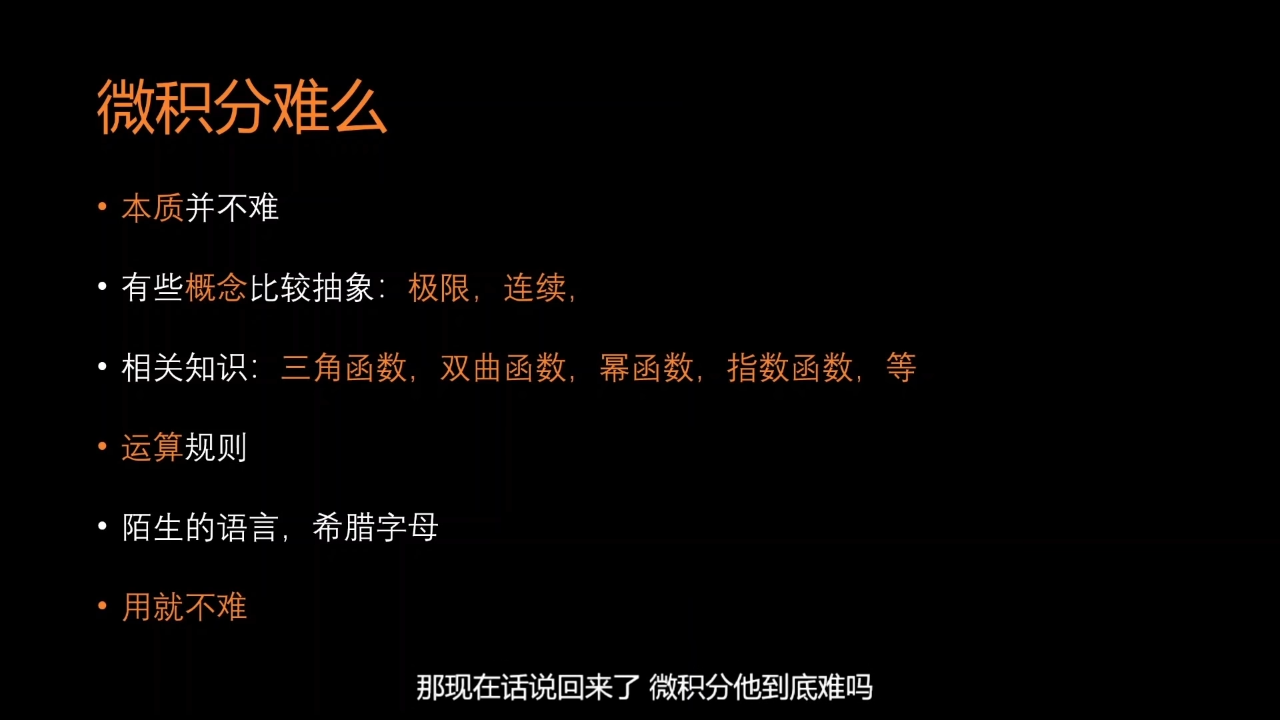 微积分难么
• 本质并不难
• 有些概念比较抽象：极限，连续，
• 相关知识：三角函数，双曲函数，幂函数，指数函数，等
• 运算规则
• 陌生的语言，希腊字母
• 用就不难
那现在话说回来了 微积分他到底难吗